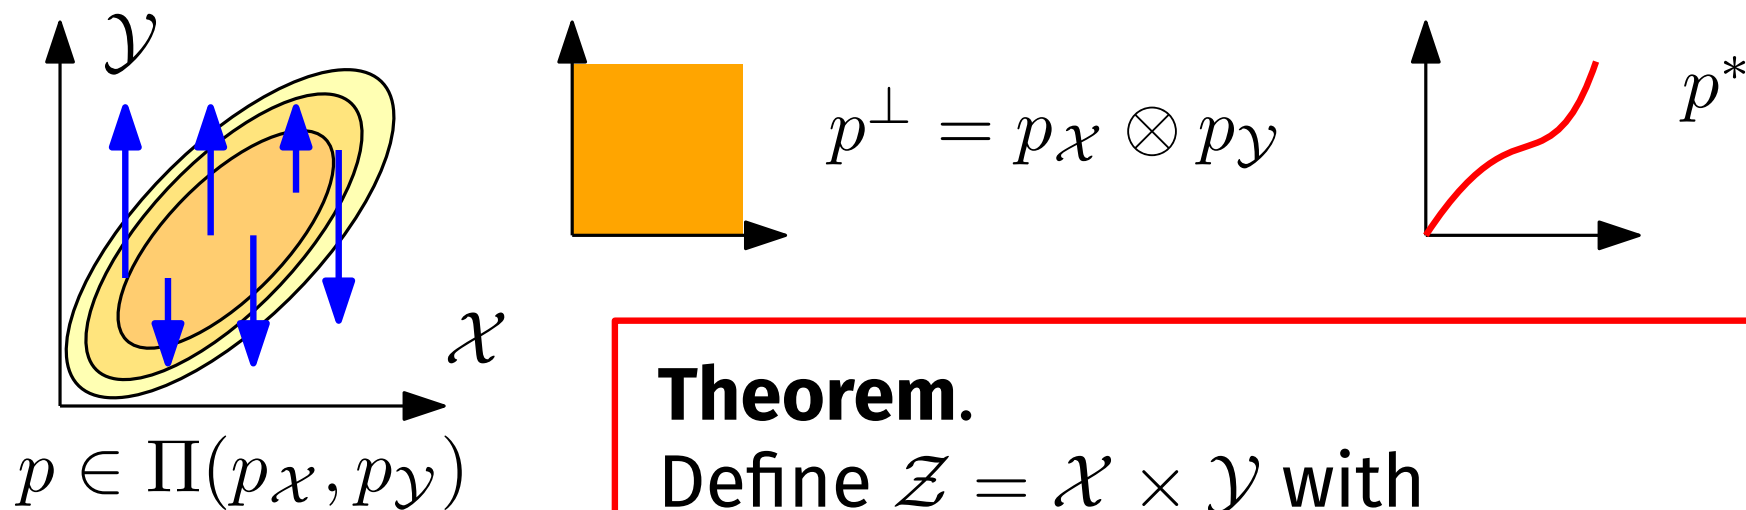 𝒴
𝒳
p ∈ Π(p_𝒳, p_𝒴)
p^⊥ = p_𝒳 ⊗ p_𝒴
p*
Theorem.
Define 𝒵 = 𝒳 × 𝒴 with